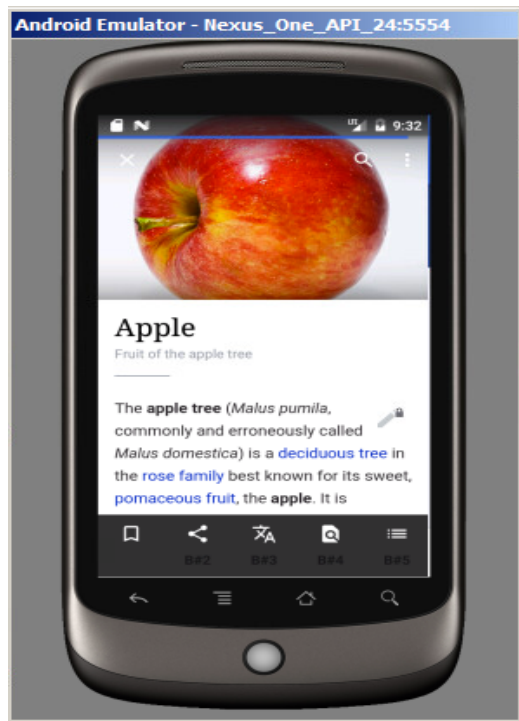 Android Emulator - Nexus_One_API_24:5554
LTE 9:32
Apple
Fruit of the apple tree
The apple tree (Malus pumila,
commonly and erroneously called
Malus domestica) is a deciduous tree in
the rose family best known for its sweet,
pomaceous fruit, the apple. It is
B#2 B#3 B#4 B#5